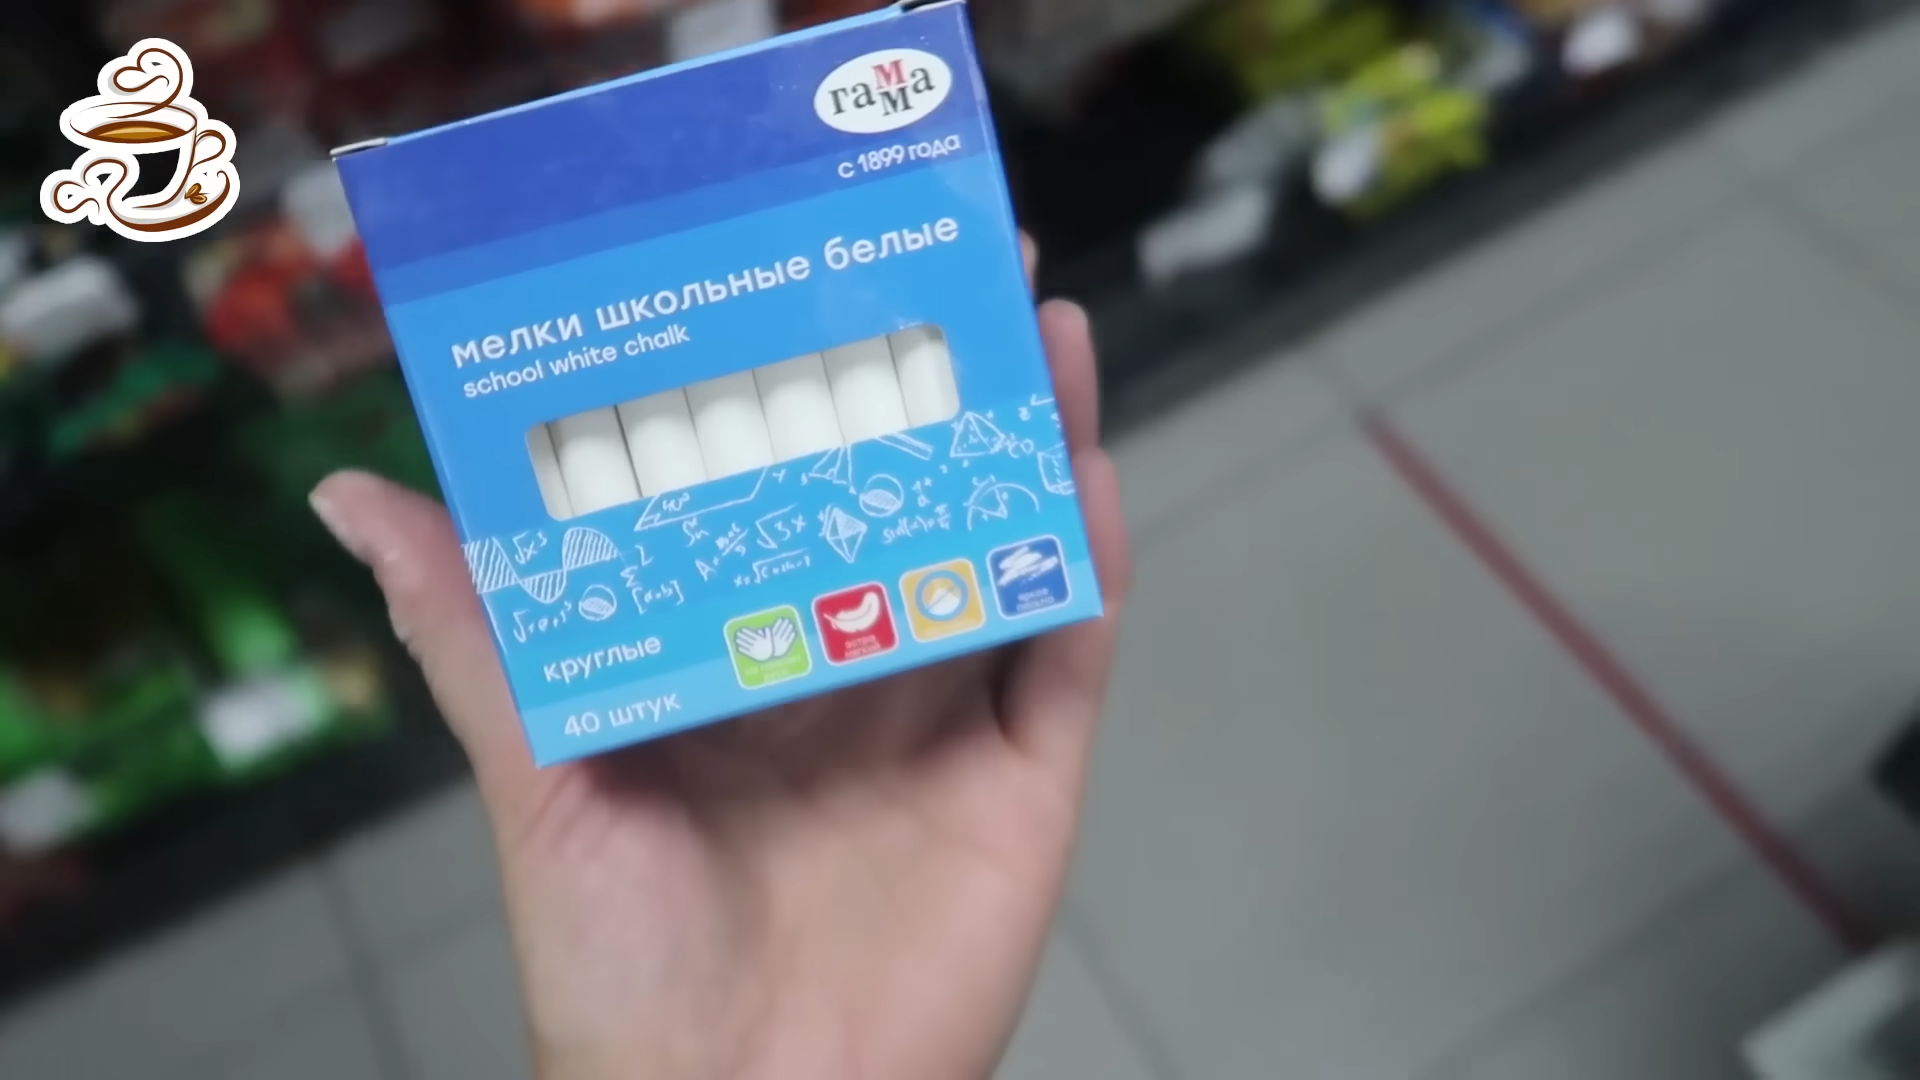 гамма
с 1899 года
мелки школьные белые
school white chalk
круглые
40 штук